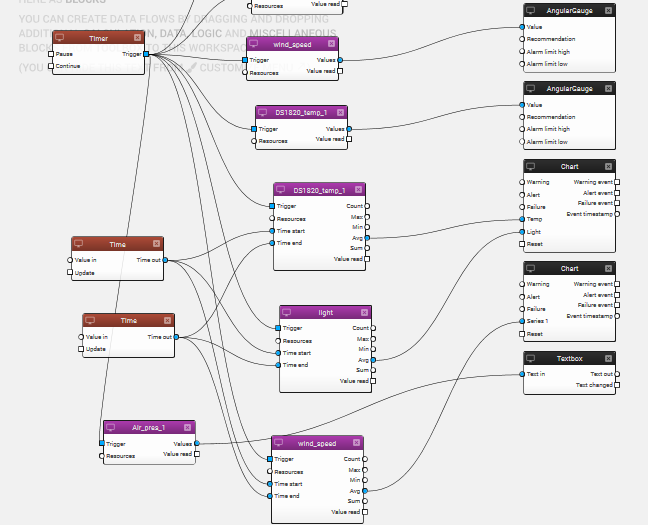 HERE AS BLOCKS
YOU CAN CREATE DATA FLOWS BY DRAGGING AND DROPPING
DATA, LOGIC AND MISCELLANEOUS
TO THIS WORKSPA
(YOU
CUSTOM
Resources Value read
Timer
Pause Trigger
Continue
wind_speed
Trigger Values
Resources Value read
DS1820_temp_1
Trigger Values
Resources Value read
DS1820_temp_1
Trigger Count
Resources Max
Time start Min
Time end Avg
Sum
Value read
Time
Value in Time out
Update
Time
Value in Time out
Update
light
Trigger Count
Resources Max
Time start Min
Time end Avg
Sum
Value read
Air_pres_1
Trigger Values
Resources Value read
wind_speed
Trigger Count
Resources Max
Time start Min
Time end Avg
Sum
Value read
AngularGauge
Value
Recommendation
Alarm limit high
Alarm limit low
AngularGauge
Value
Recommendation
Alarm limit high
Alarm limit low
Chart
Warning Warning event
Alert Alert event
Failure Failure event
Temp Event timestamp
Light
Reset
Chart
Warning Warning event
Alert Alert event
Failure Failure event
Series 1 Event timestamp
Reset
Textbox
Text in Text out
Text changed